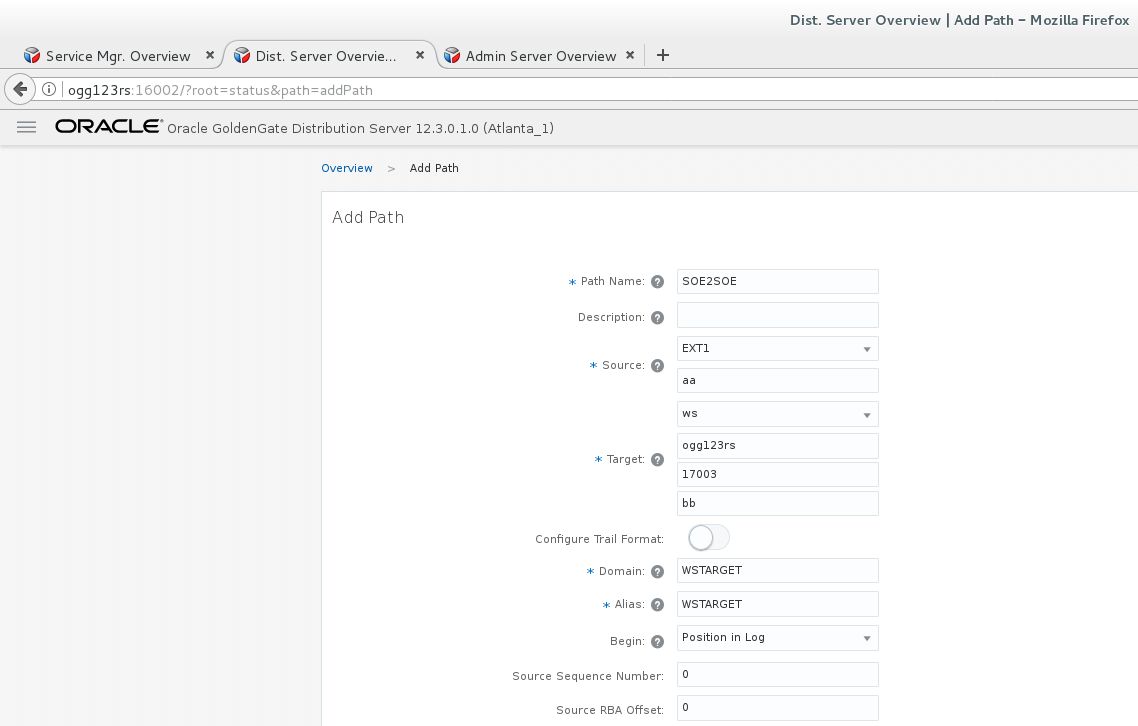 Dist. Server Overview | Add Path – Mozilla Firefox
Service Mgr. Overview × Dist. Server Overvie... × Admin Server Overview × +
ogg123rs:16002/?root=status&path=addPath
ORACLE® Oracle GoldenGate Distribution Server 12.3.0.1.0 (Atlanta_1)
Overview > Add Path
Add Path
* Path Name: ? SOE2SOE
Description: ?
* Source: ? EXT1
aa
ws
* Target: ? ogg123rs
17003
bb
Configure Trail Format:
* Domain: ? WSTARGET
* Alias: ? WSTARGET
Begin: ? Position in Log
Source Sequence Number: 0
Source RBA Offset: 0